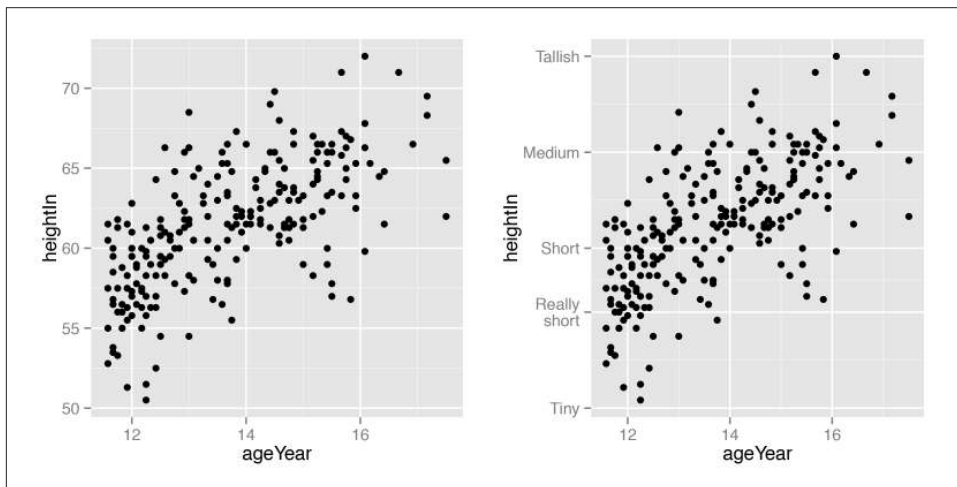 70
65
60
55
50
heightIn
12
14
16
ageYear
Tallish
Medium
Short
Really
short
Tiny
heightIn
12
14
16
ageYear